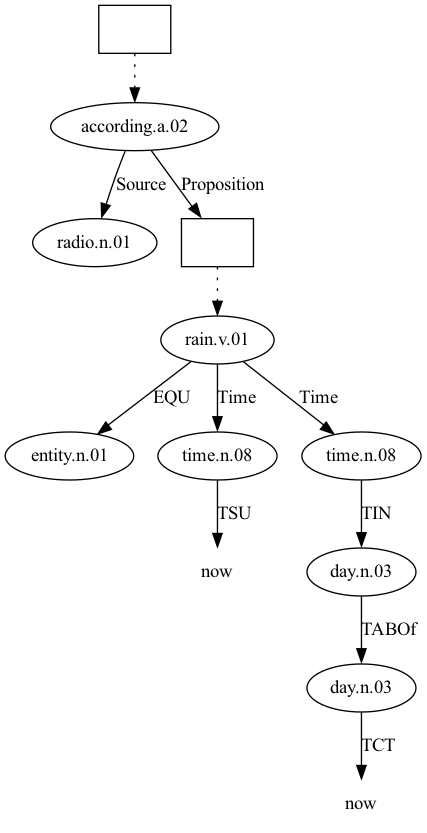 according.a.02
Source Proposition
radio.n.01
rain.v.01
EQU Time Time
entity.n.01 time.n.08 time.n.08
TSU TIN
now day.n.03
TABOf
day.n.03
TCT
now